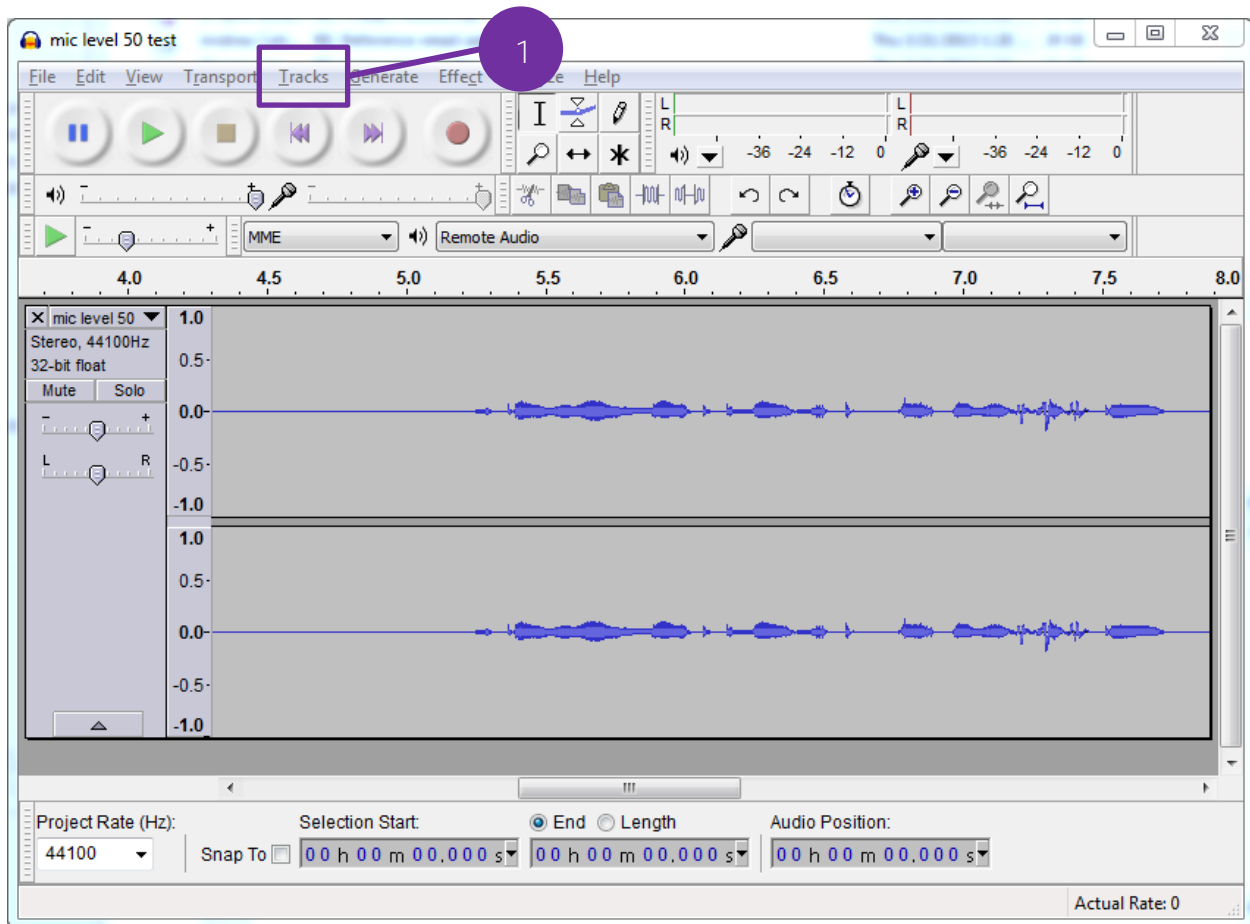 mic level 50 test
1
File Edit View Transport Tracks Generate Effect Help
L
R
L
R
-36 -24 -12 0
-36 -24 -12 0
MME
Remote Audio
4.0 4.5 5.0 5.5 6.0 6.5 7.0 7.5 8.0
mic level 50
Stereo, 44100Hz
32-bit float
Mute Solo
- +
L R
1.0
0.5
0.0
-0.5
-1.0
1.0
0.5
0.0
-0.5
-1.0
Project Rate (Hz): Selection Start: End Length Audio Position:
44100 Snap To 00 h 00 m 00.000 s 00 h 00 m 00.000 s 00 h 00 m 00.000 s
Actual Rate: 0